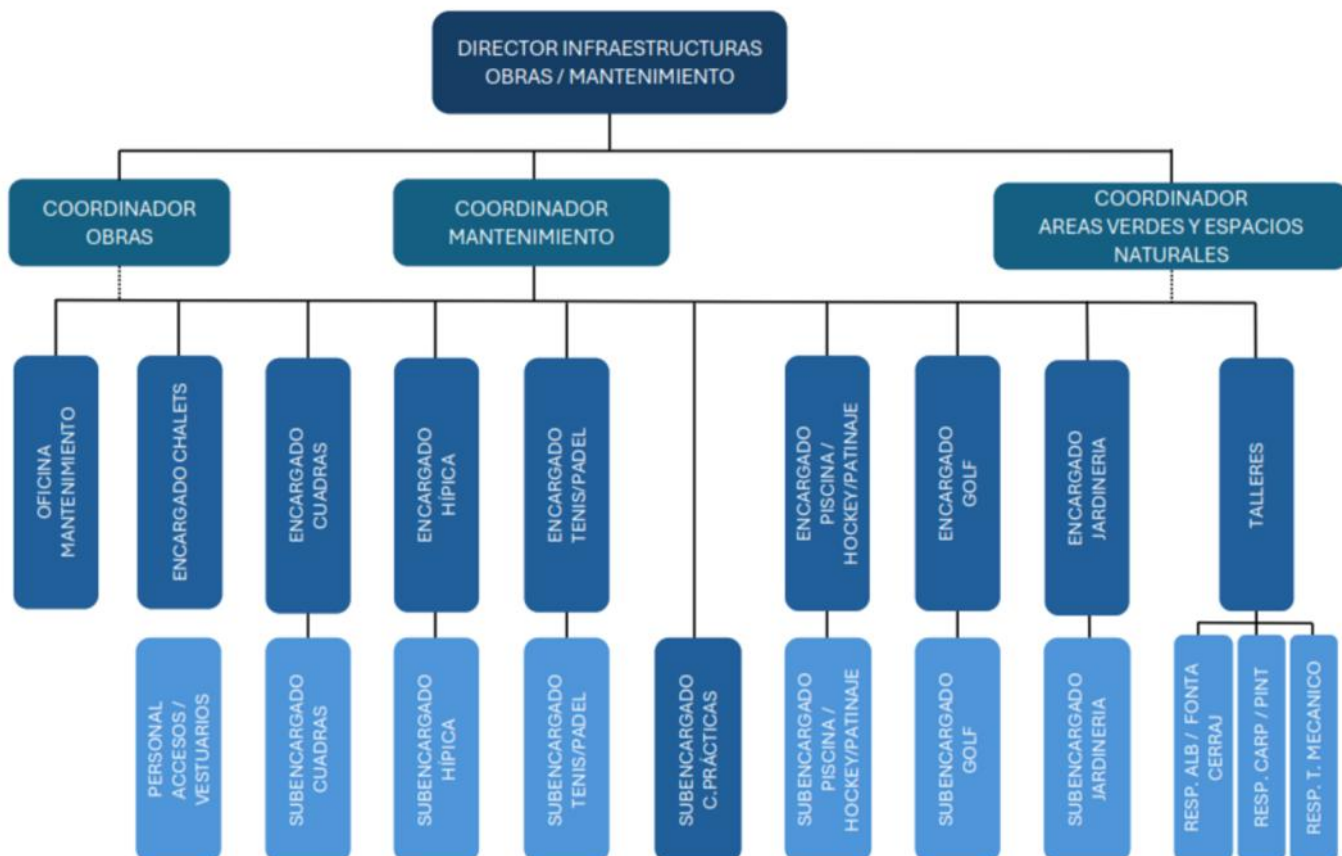 DIRECTOR INFRAESTRUCTURAS
OBRAS / MANTENIMIENTO
COORDINADOR
OBRAS
COORDINADOR
MANTENIMIENTO
COORDINADOR
AREAS VERDES Y ESPACIOS
NATURALES
OFICINA
MANTENIMIENTO
ENCARGADO CHALETS
ENCARGADO
CUADRAS
ENCARGADO
HÍPICA
ENCARGADO
TENIS/PADEL
ENCARGADO
PISCINA /
HOCKEY/PATINAJE
ENCARGADO
GOLF
ENCARGADO
JARDINERIA
TALLERES
PERSONAL
ACCESOS /
VESTUARIOS
SUBENCARGADO
CUADRAS
SUBENCARGADO
HÍPICA
SUBENCARGADO
TENIS/PADEL
SUBENCARGADO
C.PRÁCTICAS
SUBENCARGADO
PISCINA /
HOCKEY/PATINAJE
SUBENCARGADO
GOLF
SUBENCARGADO
JARDINERIA
RESP. ALB / FONTA
CERRAJ
RESP. CARP / PINT
RESP. T. MECANICO